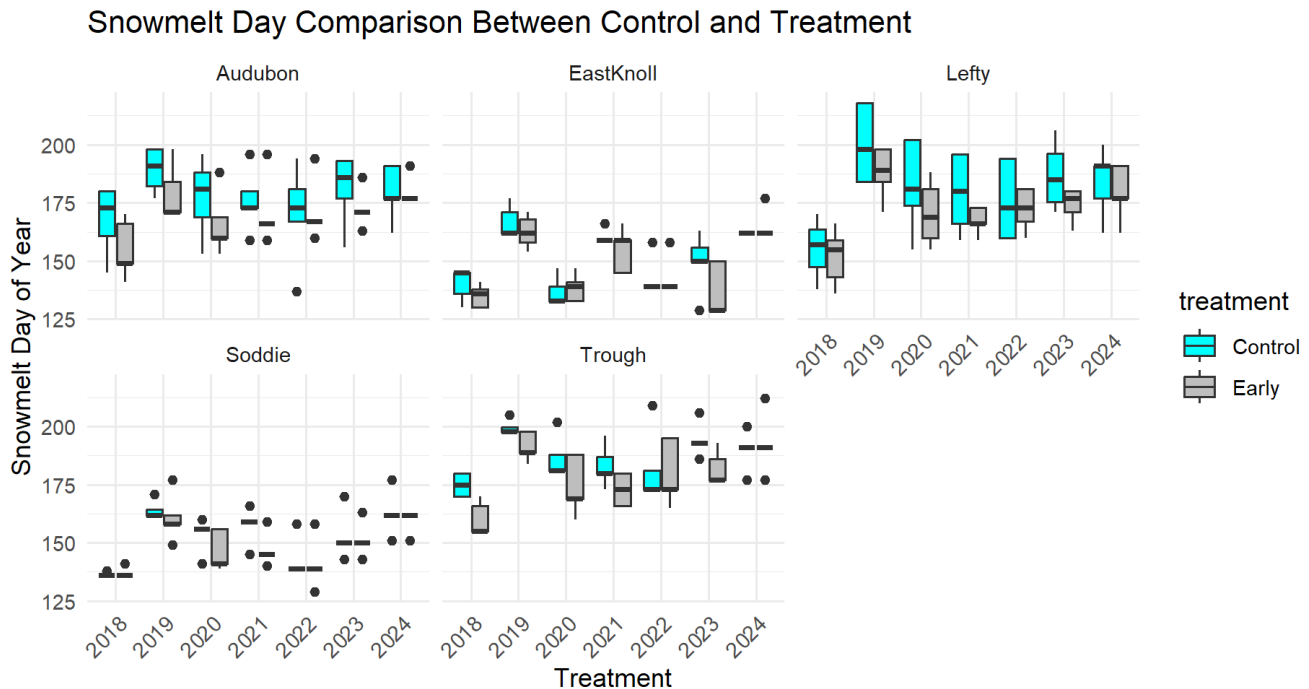 Snowmelt Day Comparison Between Control and Treatment
Audubon
EastKnoll
Lefty
200
175
150
125
2018
2019
2020
2021
2022
2023
2024
Soddie
Trough
200
175
150
125
2018
2019
2020
2021
2022
2023
2024
2018
2019
2020
2021
2022
2023
2024
Snowmelt Day of Year
Treatment
treatment
Control
Early